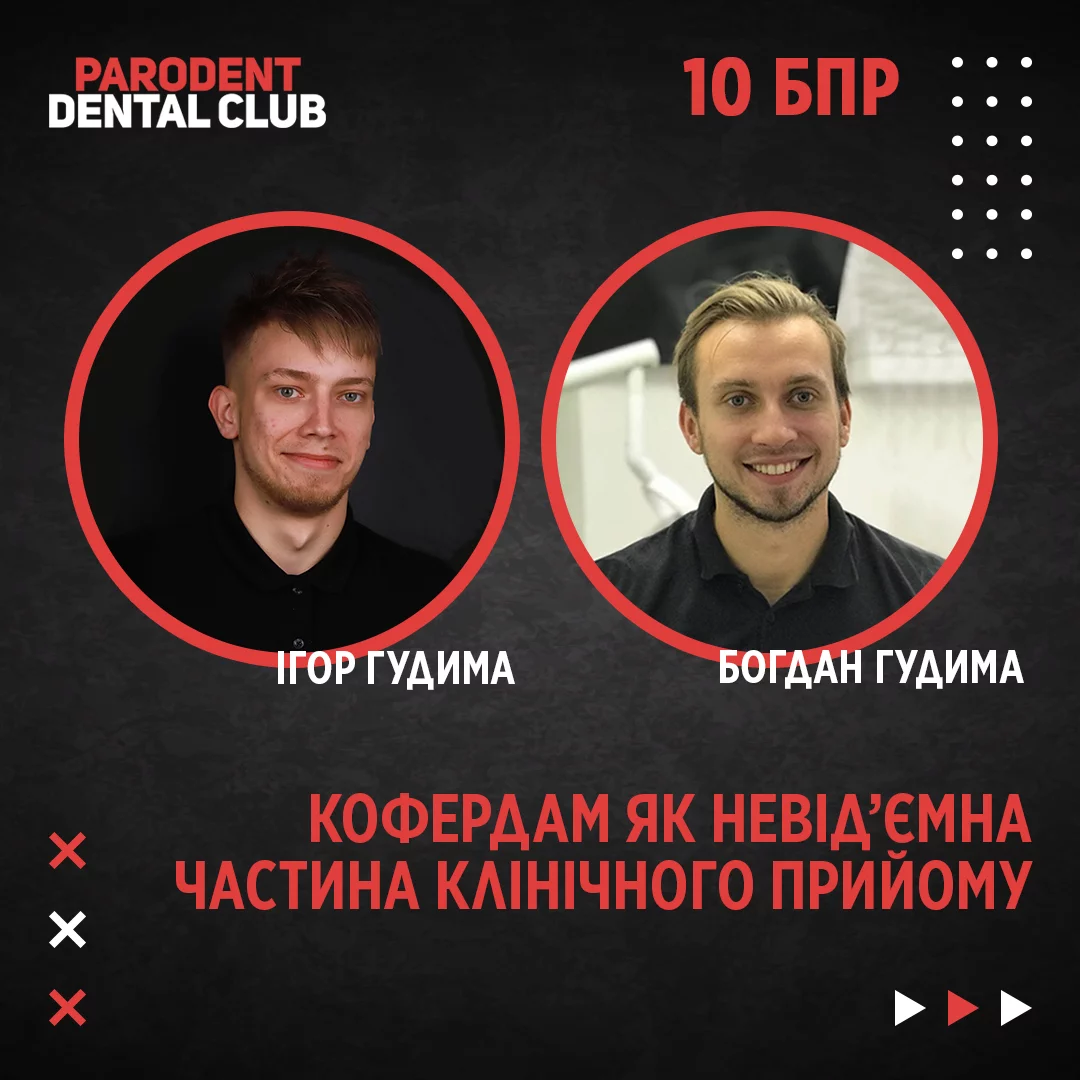 PARODENT
DENTAL CLUB
10 БПР
ІГОР ГУДИМА
БОГДАН ГУДИМА
КОФЕРДАМ ЯК НЕВІД’ЄМНА
ЧАСТИНА КЛІНІЧНОГО ПРИЙОМУ